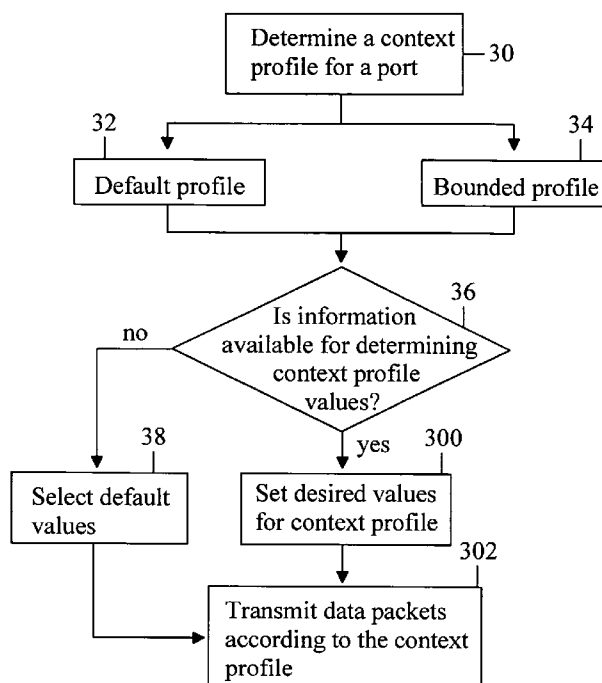 Determine a context
profile for a port
30
32
34
Default profile
Bounded profile
36
Is information
available for determining
context profile
values?
no
yes
38
300
Select default
values
Set desired values
for context profile
302
Transmit data packets
according to the context
profile